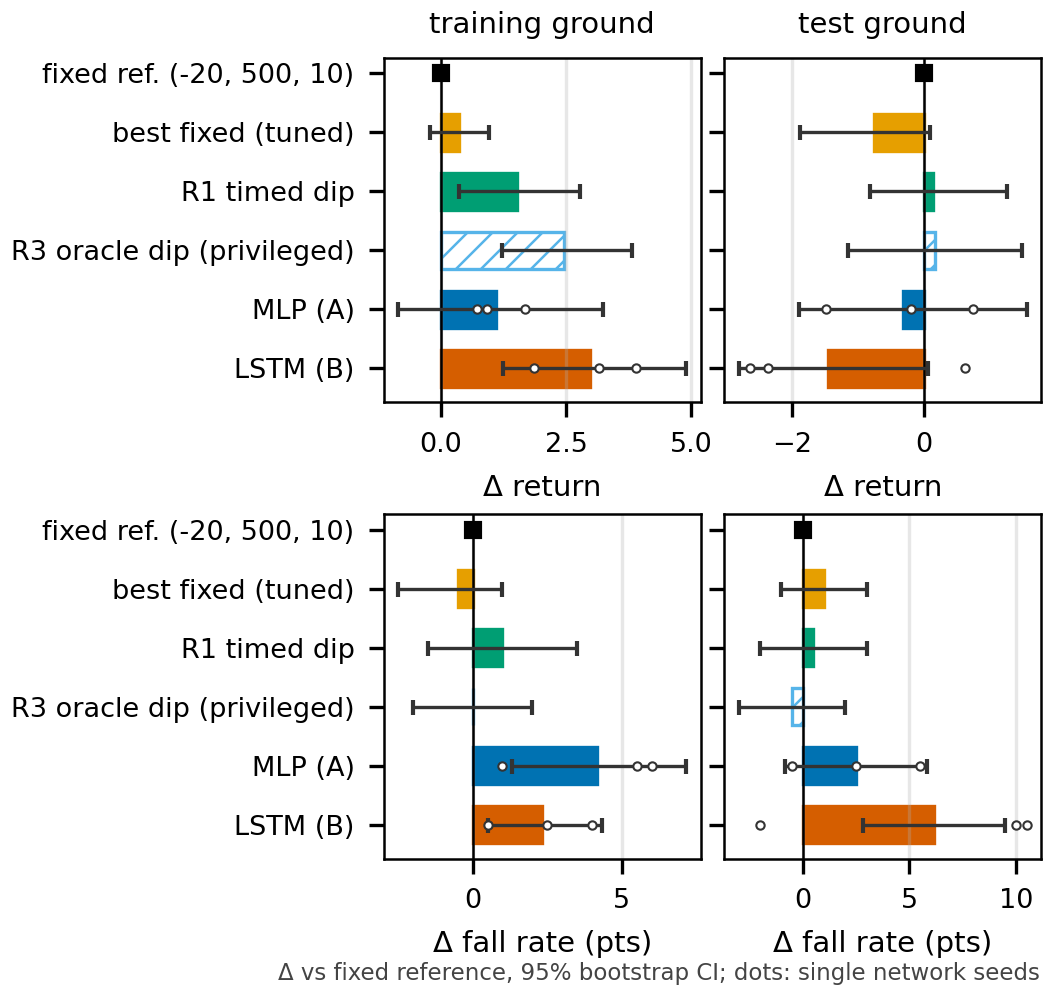 training ground
test ground
fixed ref. (-20, 500, 10)
best fixed (tuned)
R1 timed dip
R3 oracle dip (privileged)
MLP (A)
LSTM (B)
0.0 2.5 5.0
−2 0
Δ return
Δ return
fixed ref. (-20, 500, 10)
best fixed (tuned)
R1 timed dip
R3 oracle dip (privileged)
MLP (A)
LSTM (B)
0 5
0 5 10
Δ fall rate (pts)
Δ fall rate (pts)
Δ vs fixed reference, 95% bootstrap CI; dots: single network seeds